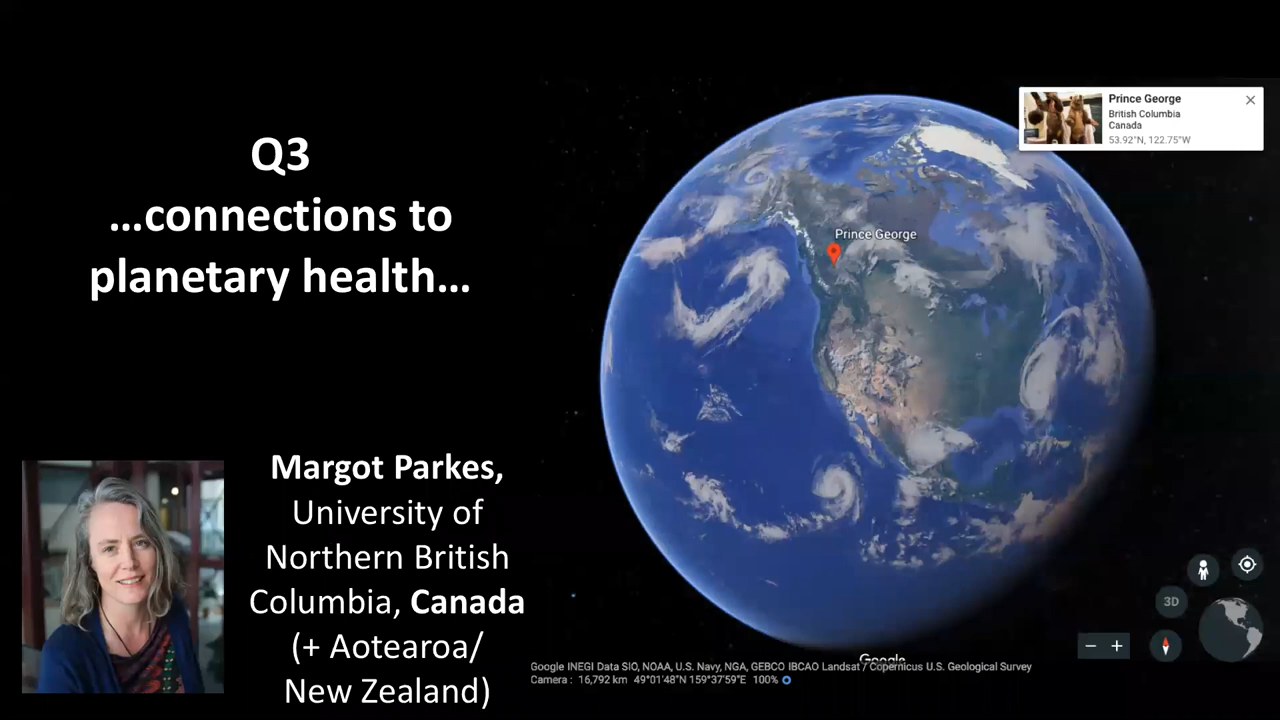 Q3
…connections to
planetary health…
Margot Parkes,
University of
Northern British
Columbia, Canada
(+ Aotearoa/
New Zealand)
Prince George
British Columbia
Canada
53.92°N, 122.75°W
Prince George
3D
Google
Google INEGI Data SIO, NOAA, U.S. Navy, NGA, GEBCO IBCAO Landsat / Copernicus U.S. Geological Survey
Camera : 16,792 km 49°01'48"N 159°37'59"E 100%